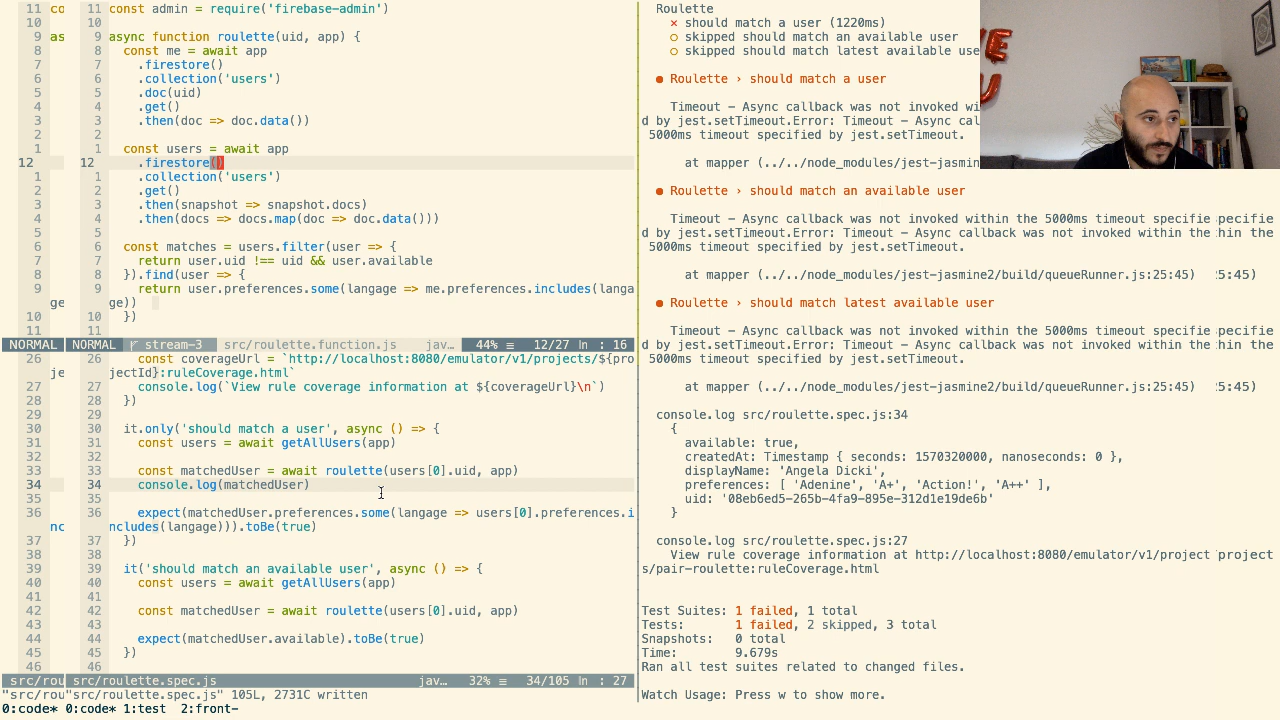 11 co 11 const admin = require('firebase-admin')
10 10
9 as 9 async function roulette(uid, app) {
8 8 const me = await app
7 7 .firestore()
6 6 .collection('users')
5 5 .doc(uid)
4 4 .get()
3 3 .then(doc => doc.data())
2 2
1 1 const users = await app
12 12 .firestore()
1 1 .collection('users')
2 2 .get()
3 3 .then(snapshot => snapshot.docs)
4 4 .then(docs => docs.map(doc => doc.data()))
5 5
6 6 const matches = users.filter(user => {
7 7 return user.uid !== uid && user.available
8 8 }).find(user => {
9 9 return user.preferences.some(langage => me.preferences.includes(langa
ge ge))
10 10 })
11 11
NORMAL NORMAL stream-3 src/roulette.function.js jav… 44% ≡ 12/27 ln : 16
26 26 const coverageUrl = `http://localhost:8080/emulator/v1/projects/${pro
je jectId}:ruleCoverage.html`
27 27 console.log(`View rule coverage information at ${coverageUrl}\n`)
28 28 })
29 29
30 30 it.only('should match a user', async () => {
31 31 const users = await getAllUsers(app)
32 32
33 33 const matchedUser = await roulette(users[0].uid, app)
34 34 console.log(matchedUser)
35 35
36 36 expect(matchedUser.preferences.some(langage => users[0].preferences.i
nc ncludes(langage))).toBe(true)
37 37 })
38 38
39 39 it('should match an available user', async () => {
40 40 const users = await getAllUsers(app)
41 41
42 42 const matchedUser = await roulette(users[0].uid, app)
43 43
44 44 expect(matchedUser.available).toBe(true)
45 45 })
46 46
src/rou src/roulette.spec.js jav… 32% ≡ 34/105 ln : 27
"src/rou "src/roulette.spec.js" 105L, 2731C written
0:code* 0:code* 1:test 2:front-
Roulette
✕ should match a user (1220ms)
○ skipped should match an available user
○ skipped should match latest available use
● Roulette › should match a user
Timeout - Async callback was not invoked wi
d by jest.setTimeout.Error: Timeout - Async cal
5000ms timeout specified by jest.setTimeout.
at mapper (../../node_modules/jest-jasmin
● Roulette › should match an available user
Timeout - Async callback was not invoked within the 5000ms timeout specifie pecifie
d by jest.setTimeout.Error: Timeout - Async callback was not invoked within the hin the
5000ms timeout specified by jest.setTimeout.
at mapper (../../node_modules/jest-jasmine2/build/queueRunner.js:25:45) 5:45)
● Roulette › should match latest available user
Timeout - Async callback was not invoked within the 5000ms timeout specifie pecifie
d by jest.setTimeout.Error: Timeout - Async callback was not invoked within the hin the
5000ms timeout specified by jest.setTimeout.
at mapper (../../node_modules/jest-jasmine2/build/queueRunner.js:25:45) 5:45)
console.log src/roulette.spec.js:34
{
available: true,
createdAt: Timestamp { seconds: 1570320000, nanoseconds: 0 },
displayName: 'Angela Dicki',
preferences: [ 'Adenine', 'A+', 'Action!', 'A++' ],
uid: '08eb6ed5-265b-4fa9-895e-312d1e19de6b'
}
console.log src/roulette.spec.js:27
View rule coverage information at http://localhost:8080/emulator/v1/project project
s/pair-roulette:ruleCoverage.html
Test Suites: 1 failed, 1 total
Tests: 1 failed, 2 skipped, 3 total
Snapshots: 0 total
Time: 9.679s
Ran all test suites related to changed files.
Watch Usage: Press w to show more.